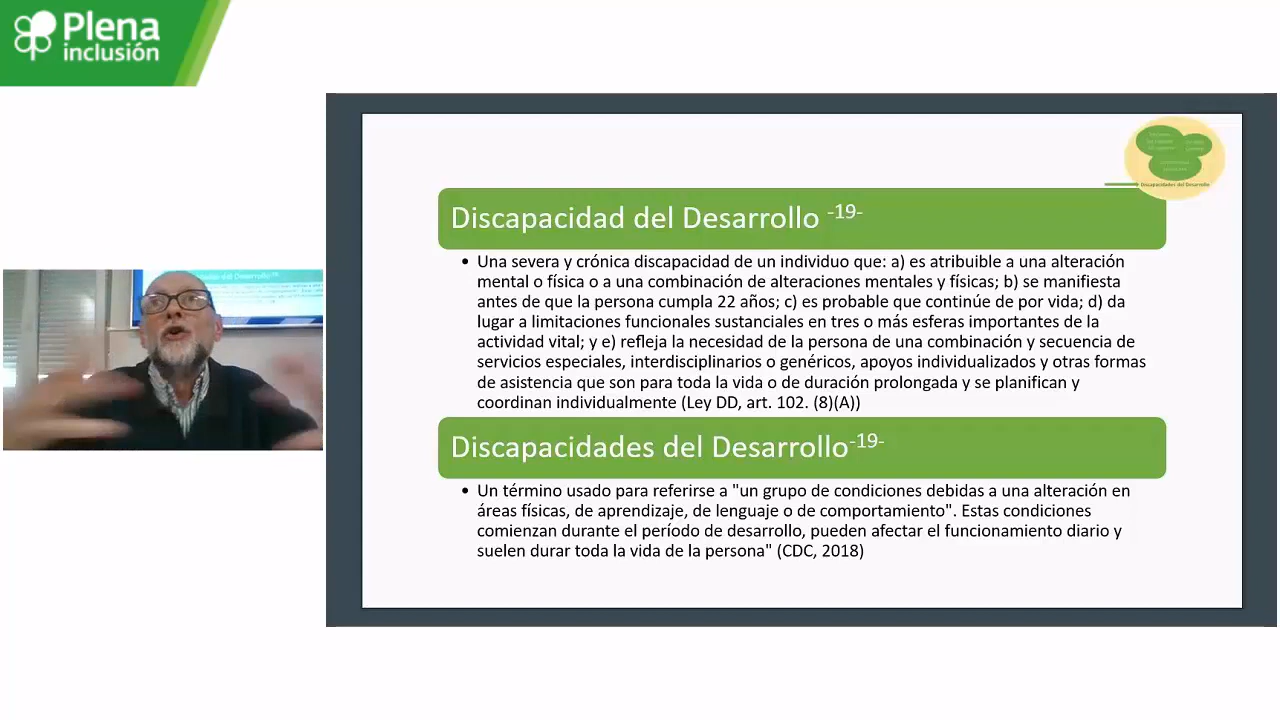 Plena
inclusión
Discapacidades del Desarrollo
Discapacidad del Desarrollo -19-
• Una severa y crónica discapacidad de un individuo que: a) es atribuible a una alteración
mental o física o a una combinación de alteraciones mentales y físicas; b) se manifiesta
antes de que la persona cumpla 22 años; c) es probable que continúe de por vida; d) da
lugar a limitaciones funcionales sustanciales en tres o más esferas importantes de la
actividad vital; y e) refleja la necesidad de la persona de una combinación y secuencia de
servicios especiales, interdisciplinarios o genéricos, apoyos individualizados y otras formas
de asistencia que son para toda la vida o de duración prolongada y se planifican y
coordinan individualmente (Ley DD, art. 102. (8)(A))
Discapacidades del Desarrollo-19-
• Un término usado para referirse a "un grupo de condiciones debidas a una alteración en
áreas físicas, de aprendizaje, de lenguaje o de comportamiento". Estas condiciones
comienzan durante el período de desarrollo, pueden afectar el funcionamiento diario y
suelen durar toda la vida de la persona" (CDC, 2018)